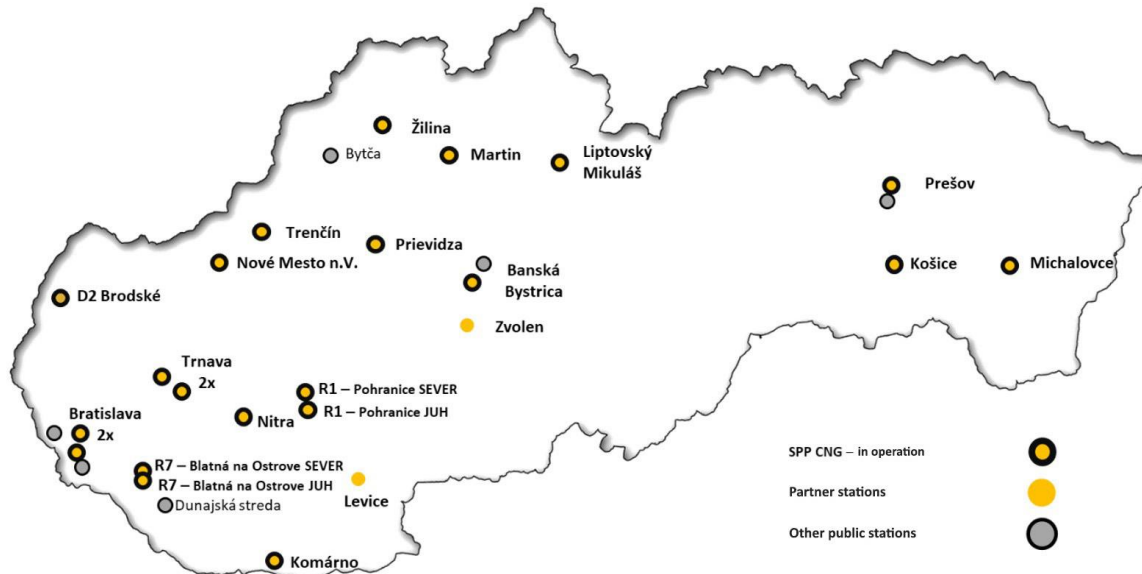 Žilina
Bytča
Martin
Liptovský
Mikuláš
Prešov
Trenčín
Prievidza
Nové Mesto n.V.
Banská
Bystrica
Košice
Michalovce
D2 Brodské
Zvolen
Trnava
2x
R1 – Pohranice SEVER
R1 – Pohranice JUH
Nitra
Bratislava
2x
R7 – Blatná na Ostrove SEVER
R7 – Blatná na Ostrove JUH
Dunajská streda
Levice
Komárno
SPP CNG – in operation
Partner stations
Other public stations